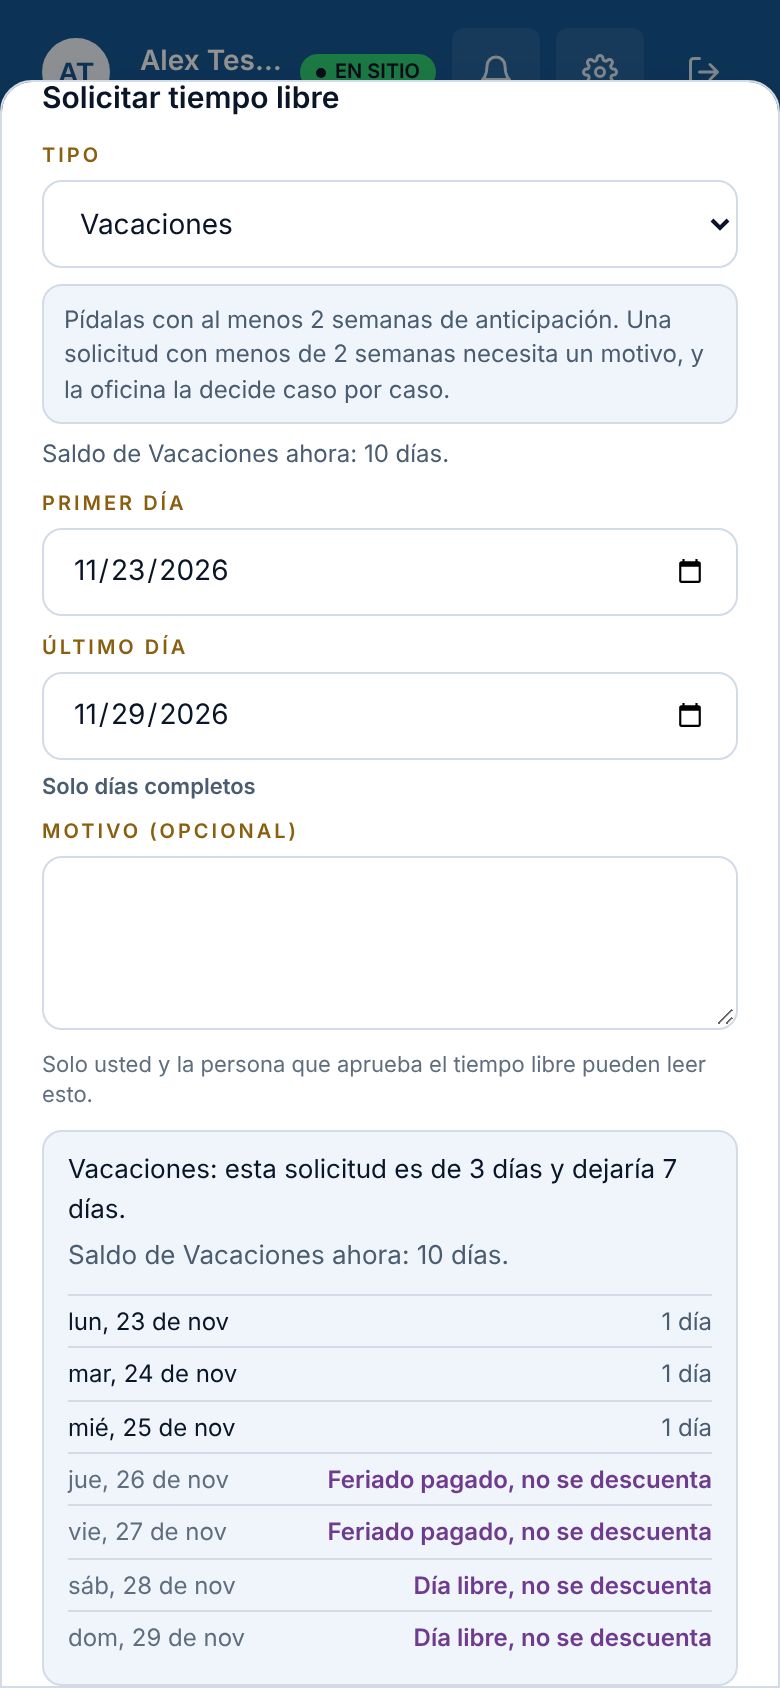 AT
Alex Tes...
EN SITIO
Solicitar tiempo libre
TIPO
Vacaciones
Pídalas con al menos 2 semanas de anticipación. Una
solicitud con menos de 2 semanas necesita un motivo, y
la oficina la decide caso por caso.
Saldo de Vacaciones ahora: 10 días.
PRIMER DÍA
11/23/2026
ÚLTIMO DÍA
11/29/2026
Solo días completos
MOTIVO (OPCIONAL)
Solo usted y la persona que aprueba el tiempo libre pueden leer
esto.
Vacaciones: esta solicitud es de 3 días y dejaría 7
días.
Saldo de Vacaciones ahora: 10 días.
lun, 23 de nov 1 día
mar, 24 de nov 1 día
mié, 25 de nov 1 día
jue, 26 de nov Feriado pagado, no se descuenta
vie, 27 de nov Feriado pagado, no se descuenta
sáb, 28 de nov Día libre, no se descuenta
dom, 29 de nov Día libre, no se descuenta